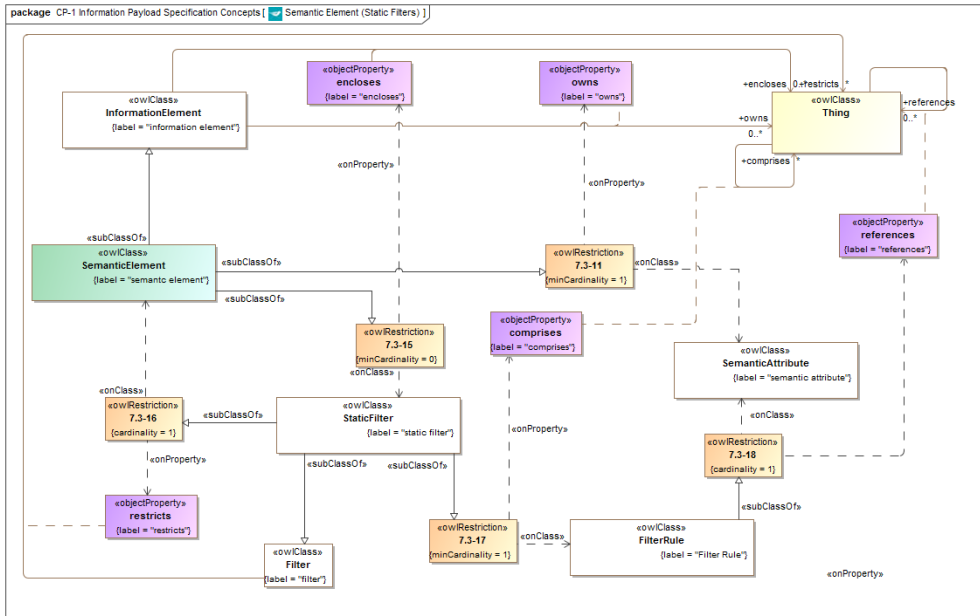 package CP-1 Information Payload Specification Concepts [ Semantic Element (Static Filters) ]
«objectProperty»
encloses
{label = "encloses"}
«objectProperty»
owns
{label = "owns"}
+encloses
0..*
+restricts
*
«owlClass»
Thing
+references
0..*
+owns
0..*
+comprises
*
«owlClass»
InformationElement
{label = "information element"}
«onProperty»
«onProperty»
«objectProperty»
references
{label = "references"}
«subClassOf»
«owlClass»
SemanticElement
{label = "semantc element"}
«subClassOf»
«subClassOf»
«owlRestriction»
7.3-11
{minCardinality = 1}
«onClass»
«objectProperty»
comprises
{label = "comprises"}
«owlRestriction»
7.3-15
{minCardinality = 0}
«onClass»
«owlClass»
SemanticAttribute
{label = "semantic attribute"}
«onClass»
«owlRestriction»
7.3-16
{cardinality = 1}
«subClassOf»
«owlClass»
StaticFilter
{label = "static filter"}
«onClass»
«onProperty»
«owlRestriction»
7.3-18
{cardinality = 1}
«onProperty»
«subClassOf»
«subClassOf»
«objectProperty»
restricts
{label = "restricts"}
«subClassOf»
«owlRestriction»
7.3-17
{minCardinality = 1}
«onClass»
«owlClass»
FilterRule
{label = "Filter Rule"}
«owlClass»
Filter
{label = "filter"}
«onProperty»